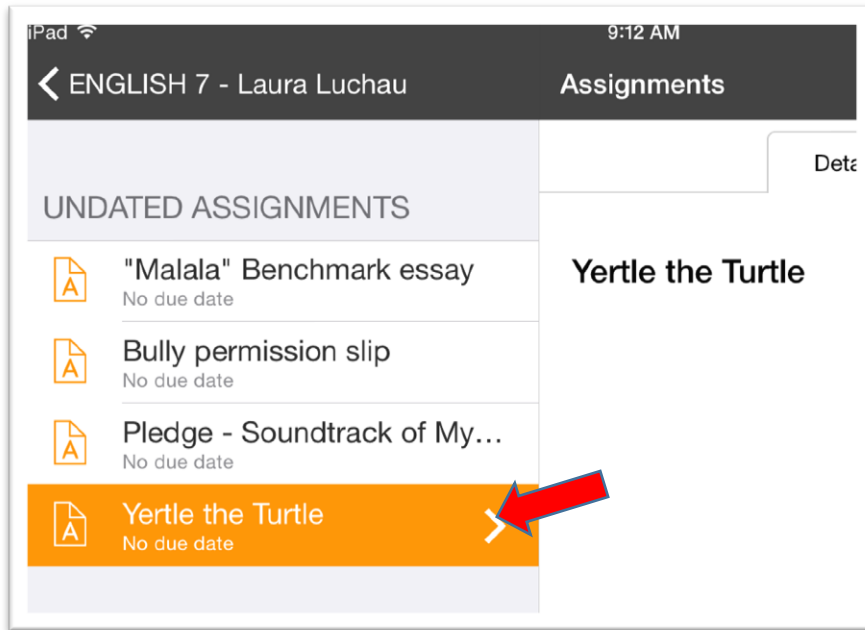 iPad 9:12 AM
ENGLISH 7 - Laura Luchau Assignments
Deta
UNDATED ASSIGNMENTS
"Malala" Benchmark essay
No due date
Yertle the Turtle
Bully permission slip
No due date
Pledge - Soundtrack of My...
No due date
Yertle the Turtle
No due date